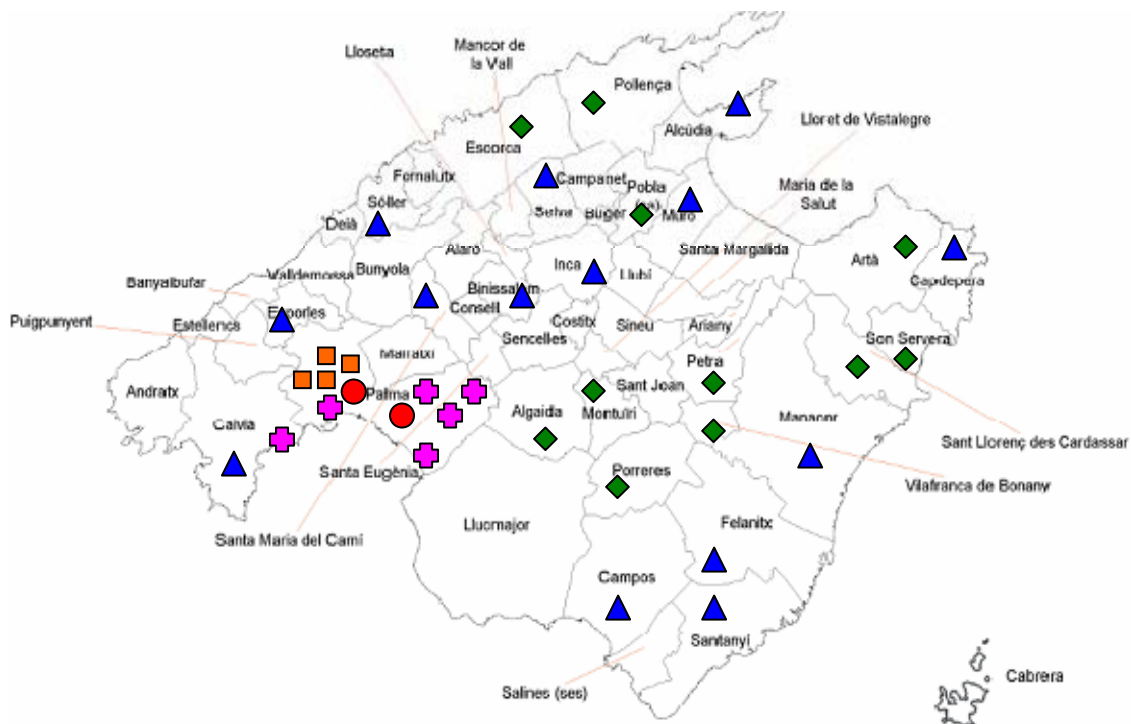 Lloseta
Mancor de
la Vall
Pollença
Alcúdia
Lloret de Vistalegre
Escorca
Fornalutx
Campanet
Pobla
(sa)
Maria de la
Salut
Sóller
Selva
Búger
Muro
Deià
Alaró
Santa Margalida
Artà
Bunyola
Inca
Llubí
Capdepera
Valldemossa
Banyalbufar
Binissalem
Consell
Puigpunyent
Estellencs
Esporles
Costitx
Sineu
Ariany
Sencelles
Son Servera
Marratxí
Petra
Andratx
Palma
Sant Joan
Algaida
Montuïri
Manacor
Calvià
Sant Llorenç des Cardassar
Santa Eugènia
Porreres
Vilafranca de Bonany
Llucmajor
Felanitx
Santa Maria del Camí
Campos
Santanyí
Cabrera
Salines (ses)